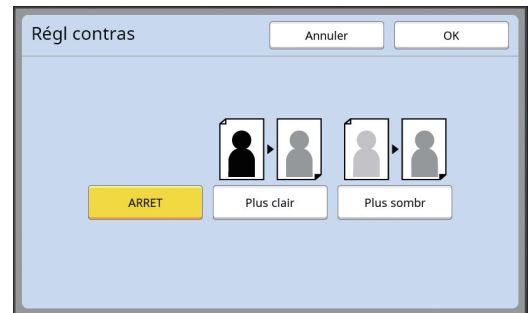 Régl contras
Annuler
OK
ARRET
Plus clair
Plus sombr